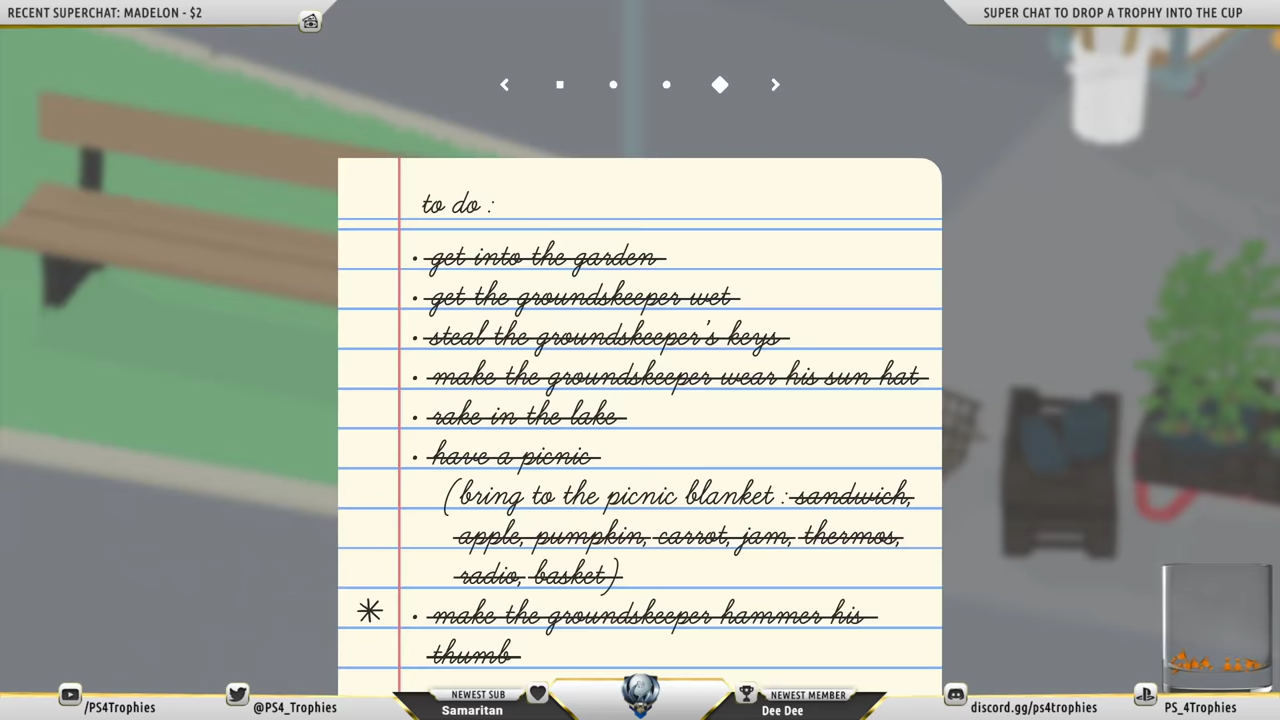 RECENT SUPERCHAT: MADELON - $2
SUPER CHAT TO DROP A TROPHY INTO THE CUP
to do :
• get into the garden
• get the groundskeeper wet
• steal the groundskeeper's keys
• make the groundskeeper wear his sun hat
• rake in the lake
• have a picnic
(bring to the picnic blanket : sandwich,
apple, pumpkin, carrot, jam, thermos,
radio, basket)
• make the groundskeeper hammer his
thumb
/PS4Trophies
@PS4_Trophies
NEWEST SUB
Samaritan
NEWEST MEMBER
Dee Dee
discord.gg/ps4trophies
PS_4Trophies